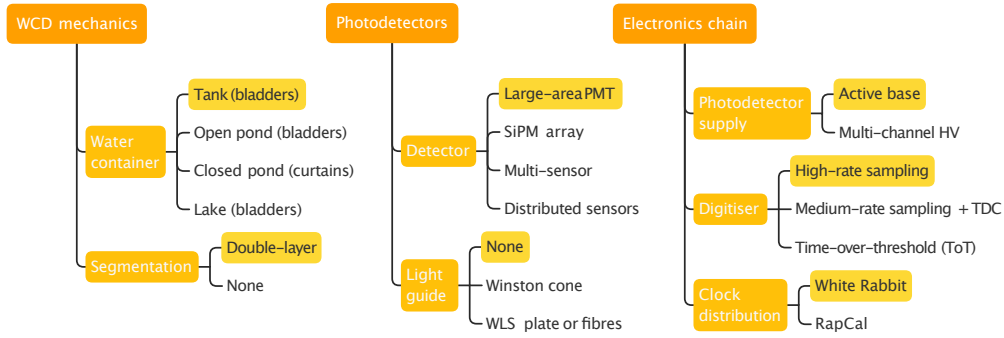 WCD mechanics
Water
container
Tank (bladders)
Open pond (bladders)
Closed pond (curtains)
Lake (bladders)
Segmentation
Double-layer
None
Photodetectors
Detector
Large-area PMT
SiPM array
Multi-sensor
Distributed sensors
Light
guide
None
Winston cone
WLS plate or fibres
Electronics chain
Photodetector
supply
Active base
Multi-channel HV
Digitiser
High-rate sampling
Medium-rate sampling + TDC
Time-over-threshold (ToT)
Clock
distribution
White Rabbit
RapCal